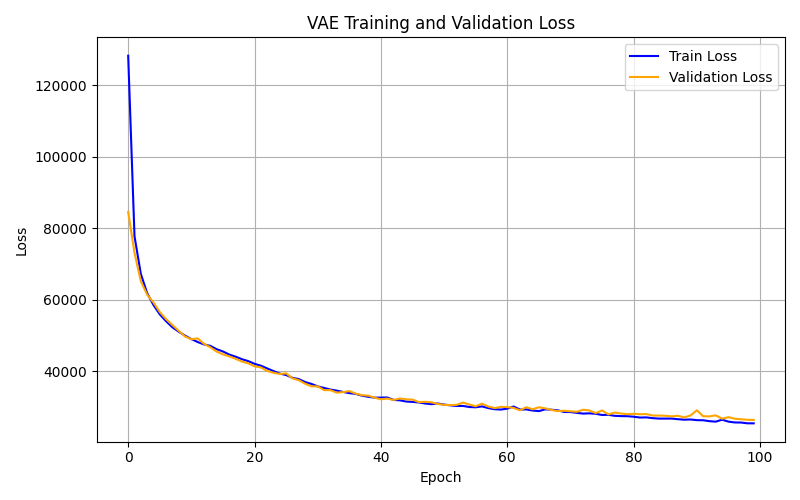 VAE Training and Validation Loss
Train Loss
Validation Loss
120000
100000
80000
60000
40000
Loss
0 20 40 60 80 100
Epoch